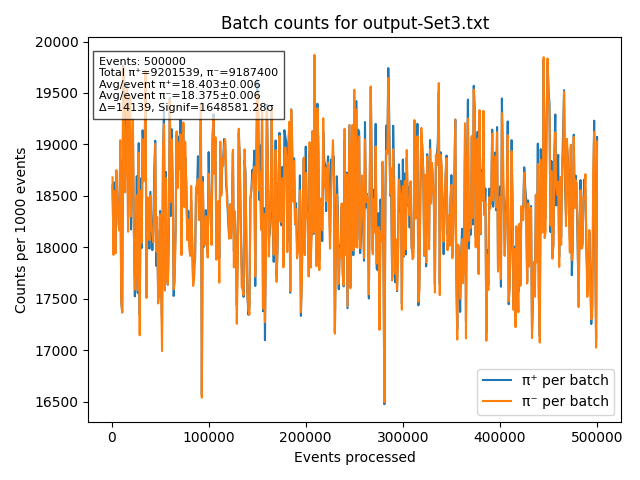 Batch counts for output-Set3.txt
Events: 500000
Total π⁺=9201539, π⁻=9187400
Avg/event π⁺=18.403±0.006
Avg/event π⁻=18.375±0.006
Δ=14139, Signif=1648581.28σ
20000
19500
19000
18500
18000
17500
17000
16500
Counts per 1000 events
π⁺ per batch
π⁻ per batch
0 100000 200000 300000 400000 500000
Events processed